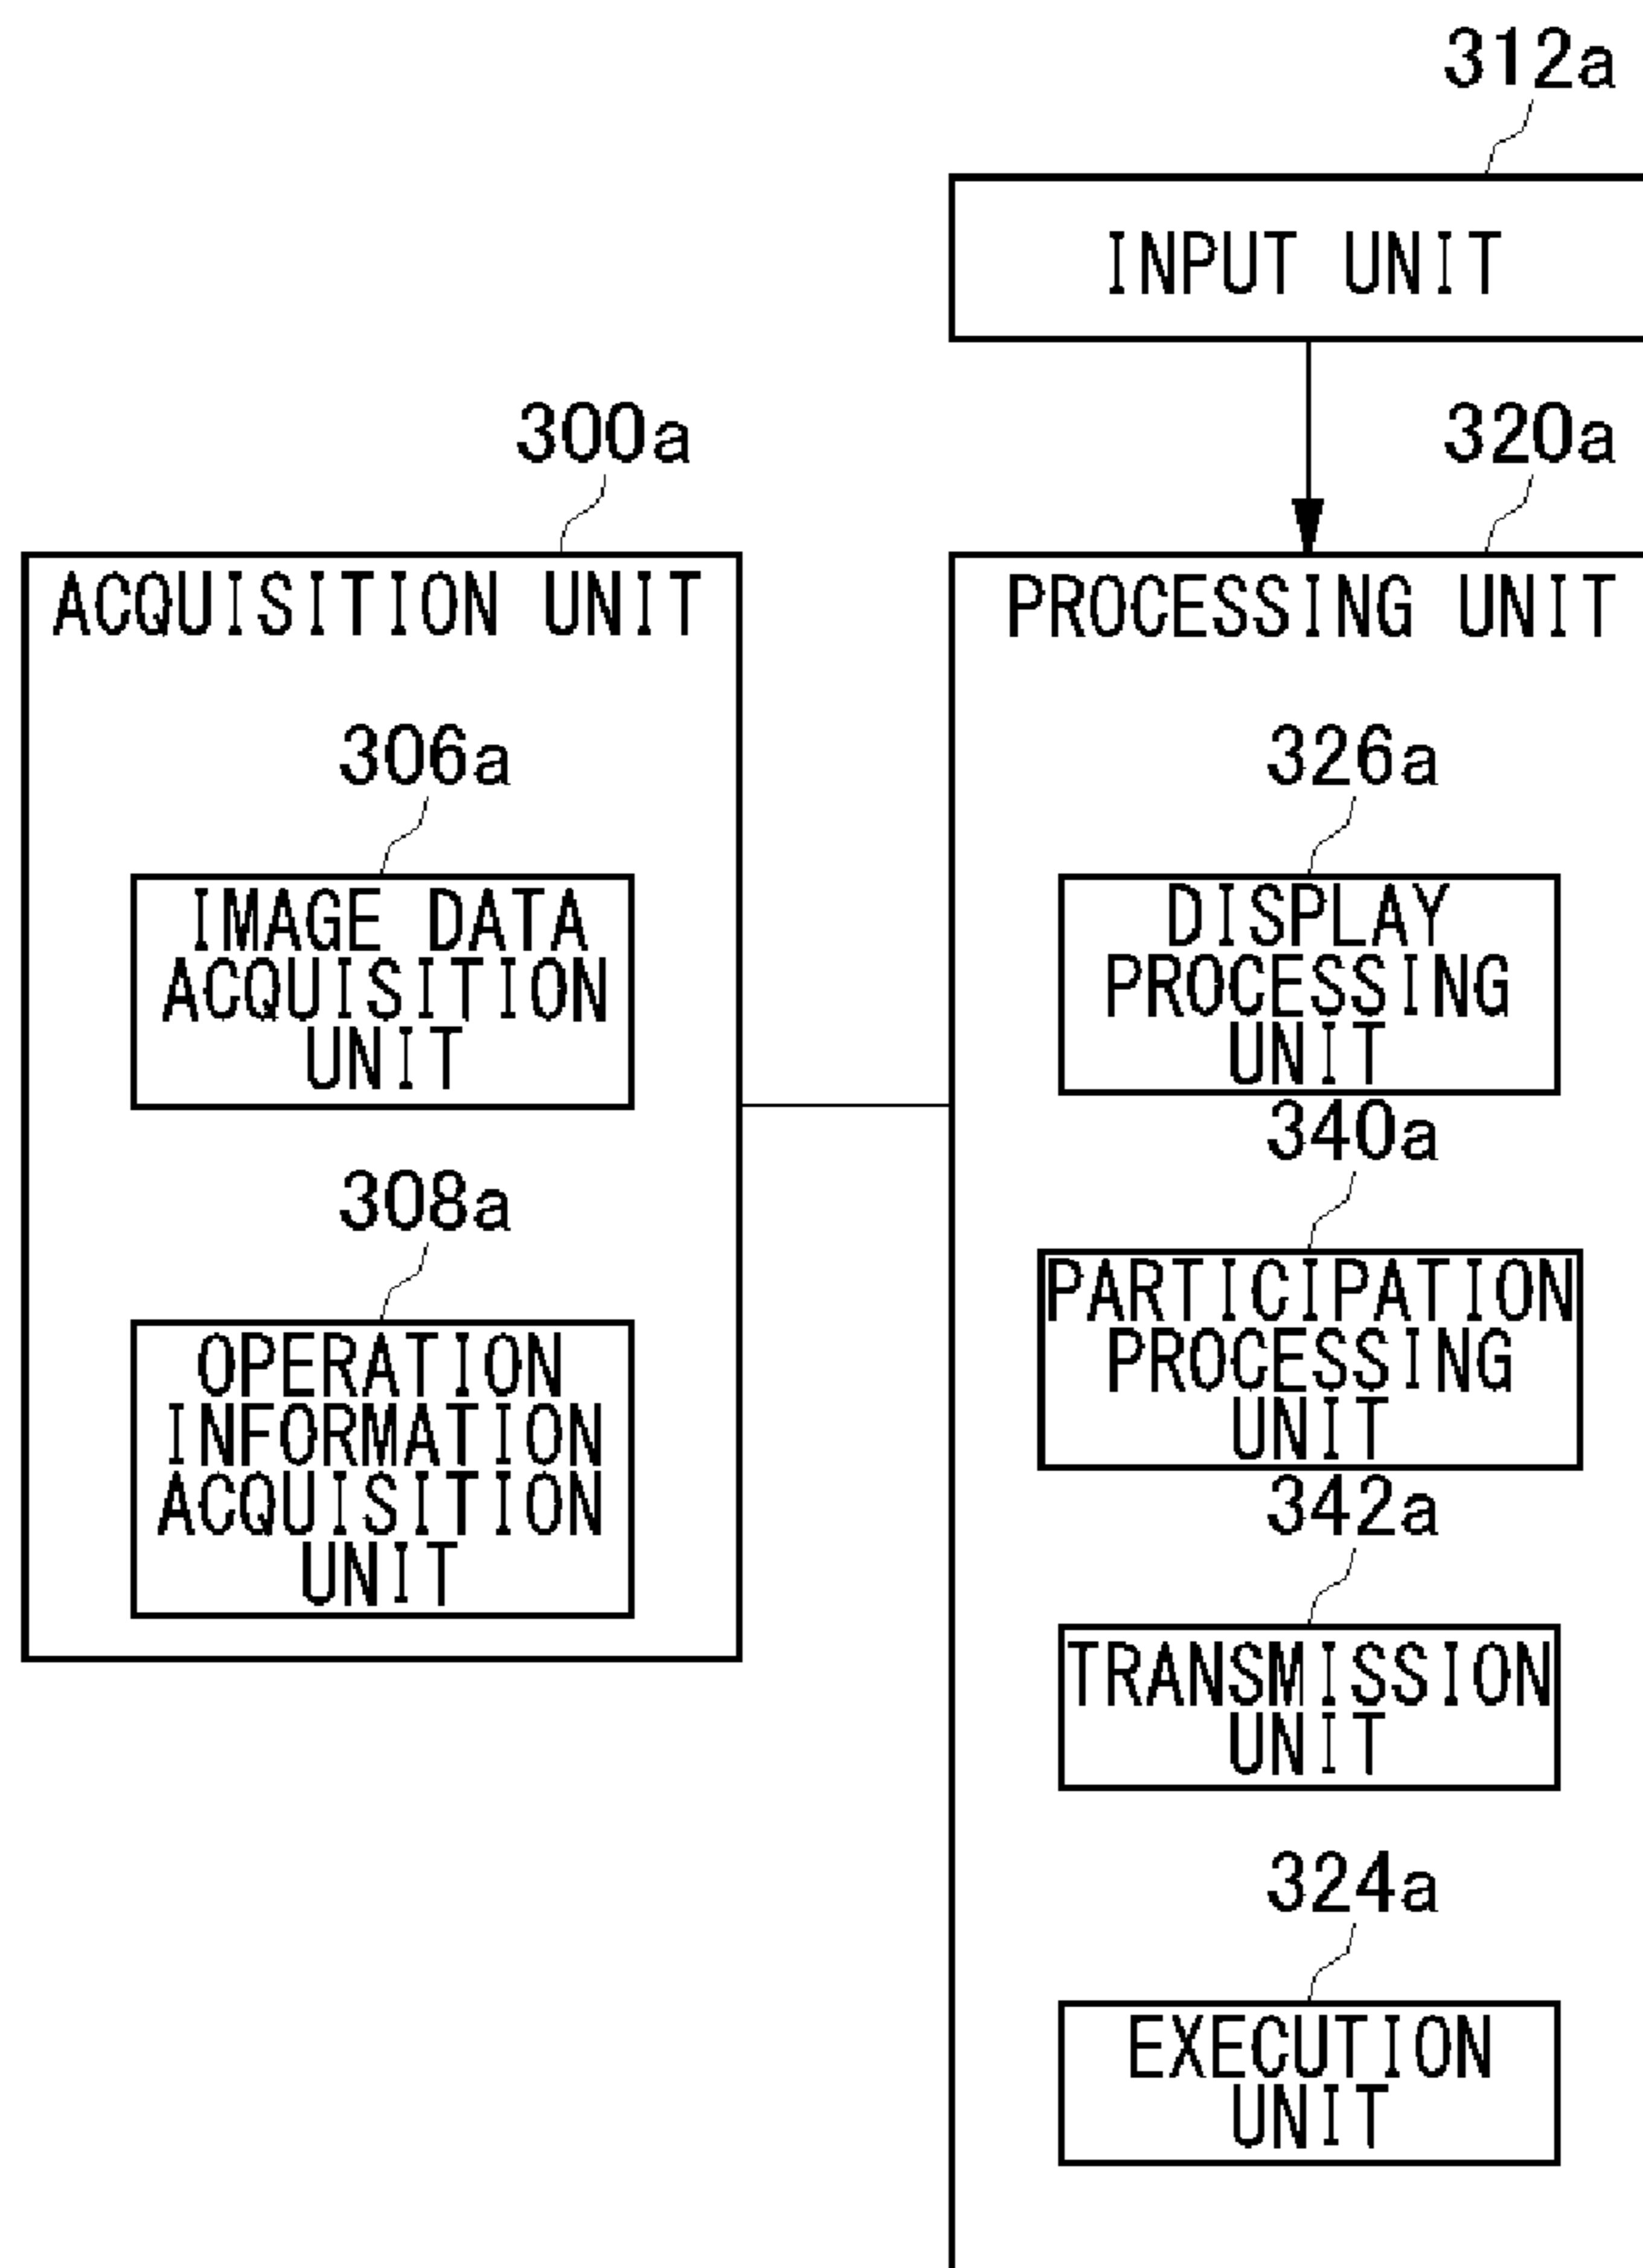 312a
INPUT UNIT
300a
ACQUISITION UNIT
306a
IMAGE DATA
ACQUISITION
UNIT
308a
OPERATION
INFORMATION
ACQUISITION
UNIT
320a
PROCESSING UNIT
326a
DISPLAY
PROCESSING
UNIT
340a
PARTICIPATION
PROCESSING
UNIT
342a
TRANSMISSION
UNIT
324a
EXECUTION
UNIT